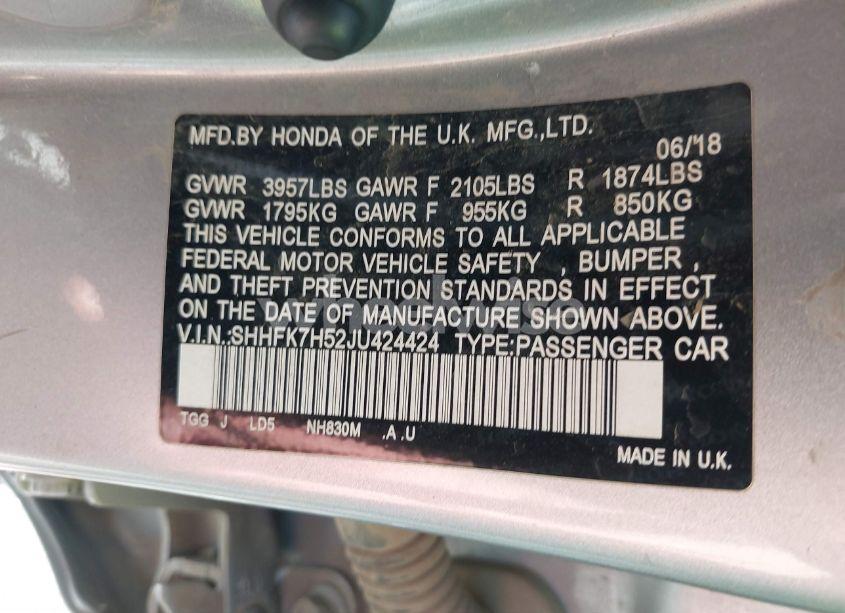 MFD.BY HONDA OF THE U.K. MFG.,LTD.
06/'18
GVWR 3957LBS GAWR F 2105LBS R 1874LBS
GVWR 1795KG GAWR F 955KG R 850KG
THIS VEHICLE CONFORMS TO ALL APPLICABLE
FEDERAL MOTOR VEHICLE SAFETY , BUMPER ,
AND THEFT PREVENTION STANDARDS IN EFFECT
ON THE DATE OF MANUFACTURE SHOWN ABOVE.
V.I.N.:SHHFK7H52JU424424 TYPE:PASSENGER CAR
TGG J LD5 NH830M .A .U
MADE IN U.K.